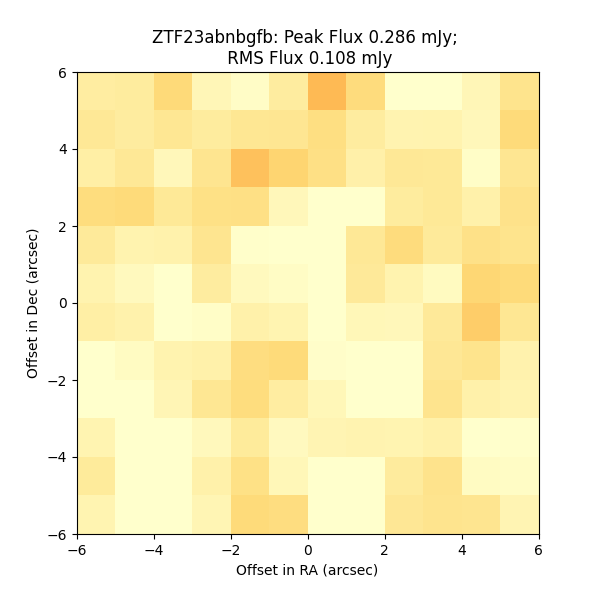 ZTF23abnbgfb: Peak Flux 0.286 mJy;
RMS Flux 0.108 mJy
6
4
2
0
−2
−4
−6
Offset in Dec (arcsec)
−6 −4 −2 0 2 4 6
Offset in RA (arcsec)